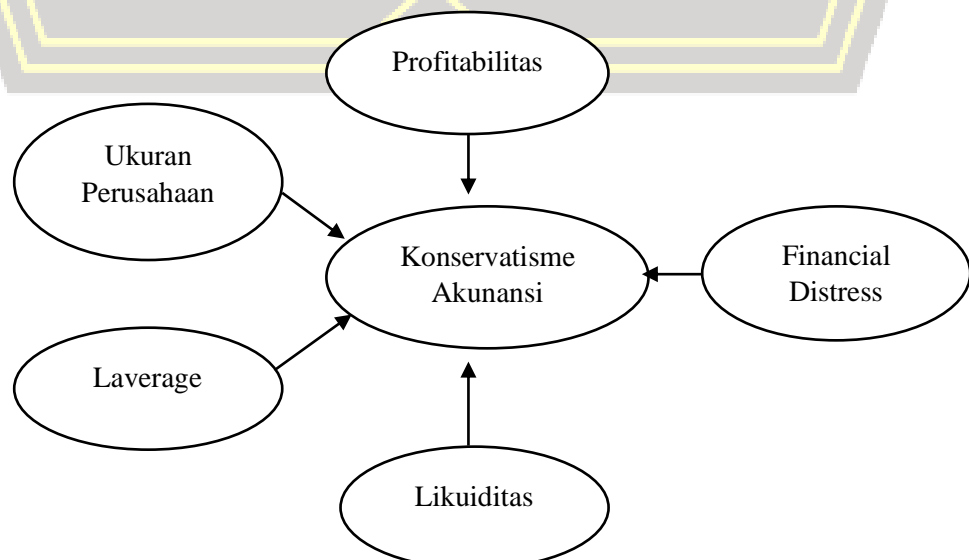 Profitabilitas
Ukuran
Perusahaan
Konservatisme
Akunansi
Financial
Distress
Laverage
Likuiditas